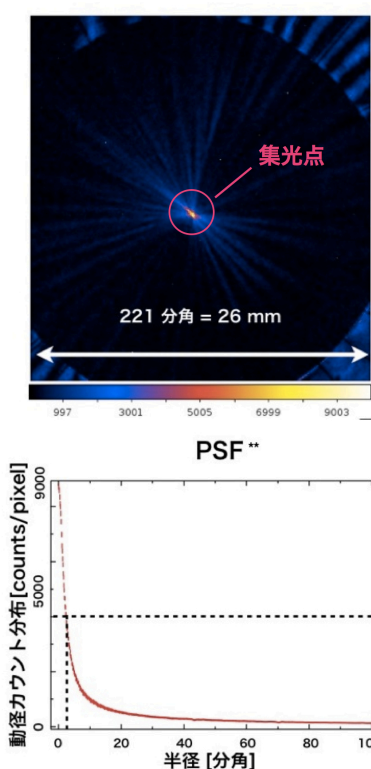 集光点
221 分角 = 26 mm
997 3001 5005 6999 9003
PSF **
動径カウント分布[counts/pixel]
9000
5000
0
0 20 40 60 80 100
半径 [分角]